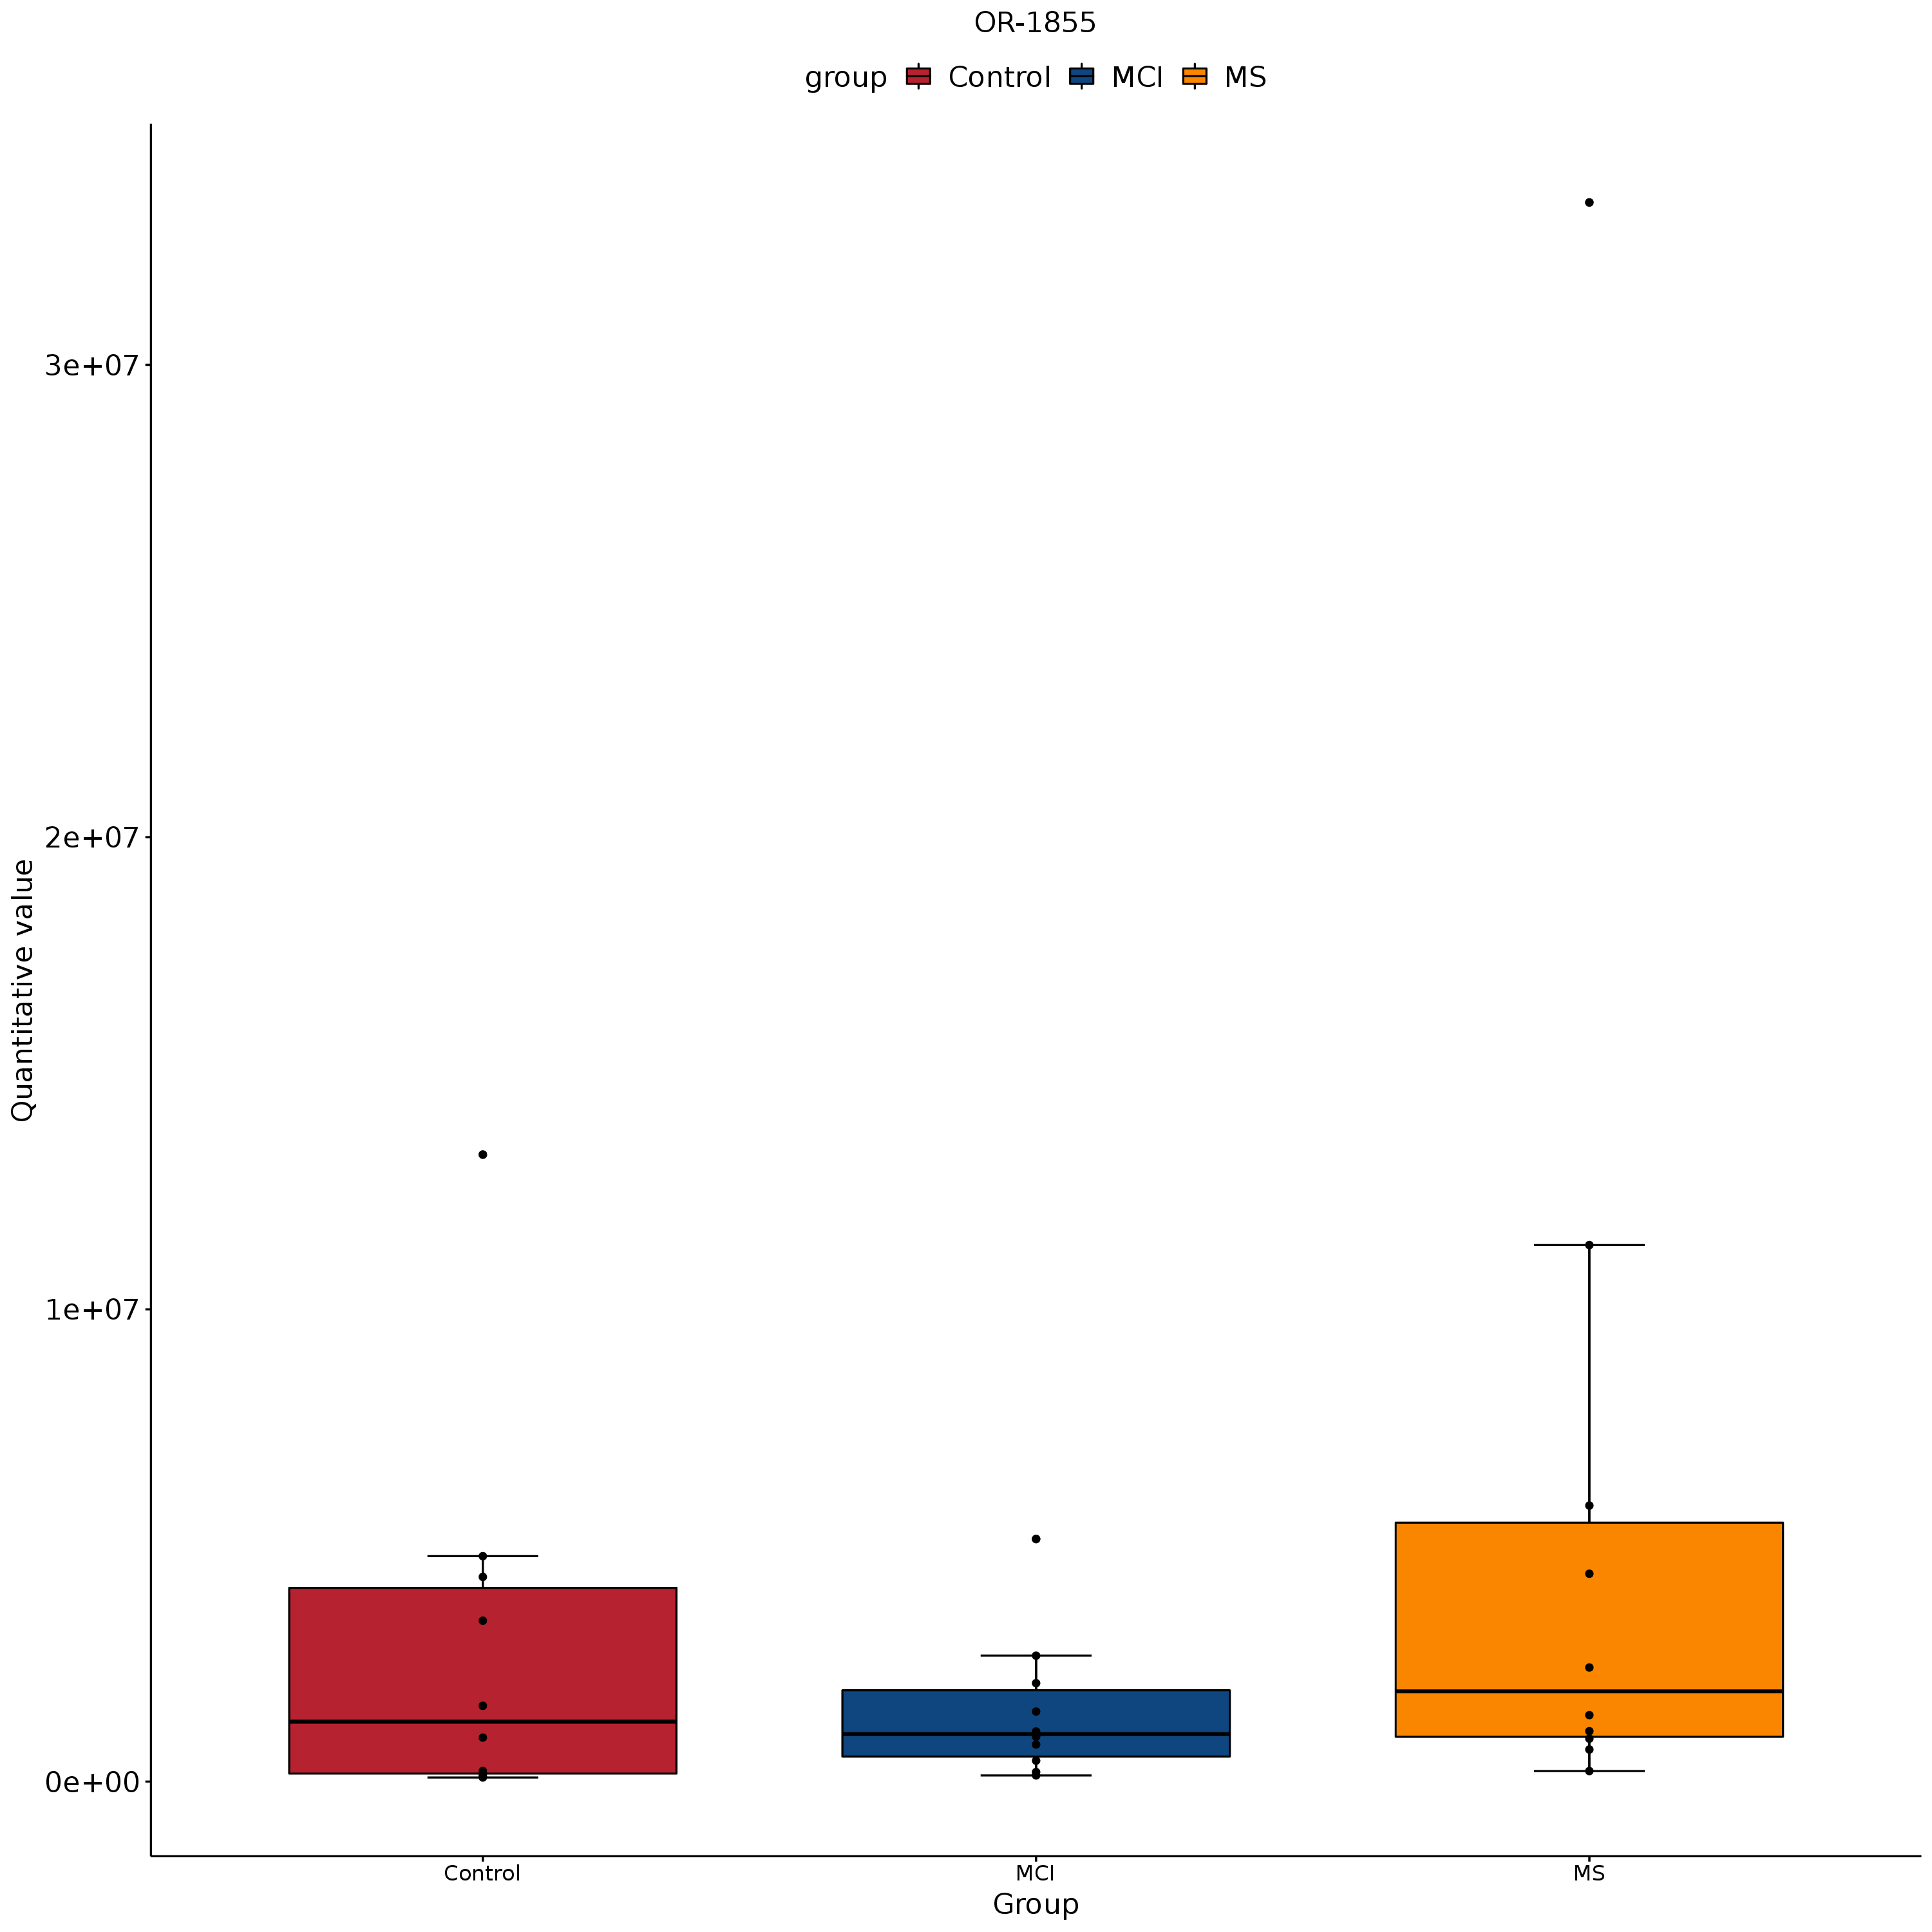 OR-1855
group Control MCI MS
3e+07
2e+07
1e+07
0e+00
Quantitative value
Control MCI MS
Group